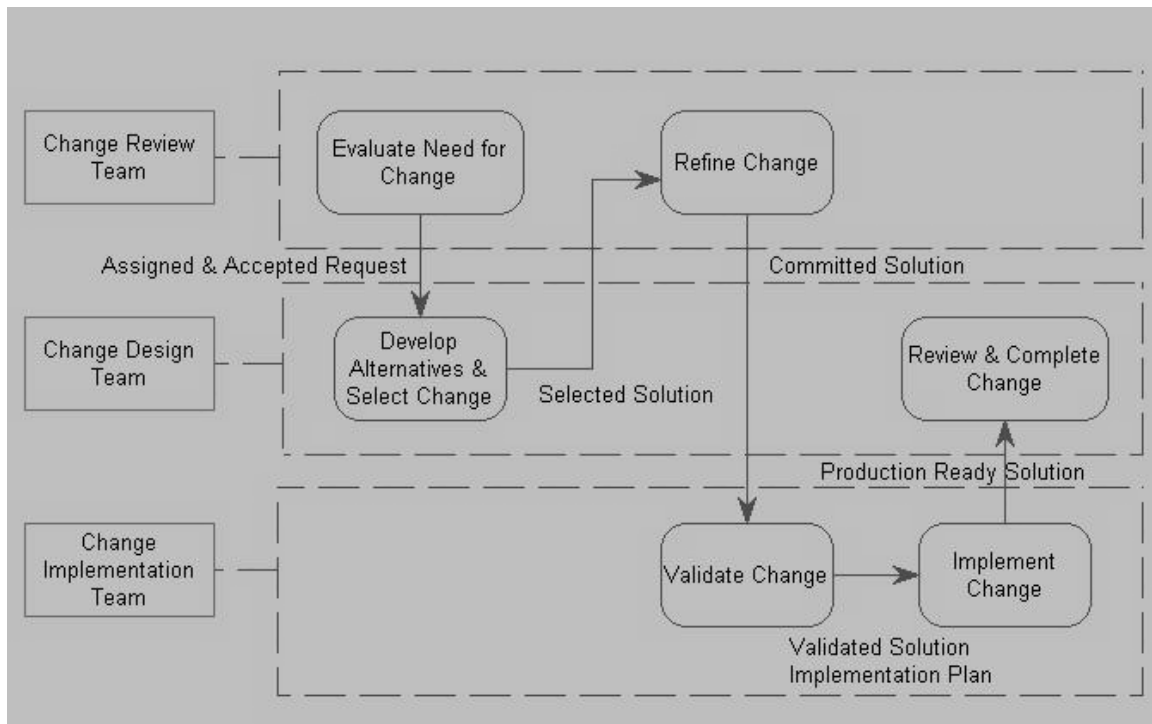 Change Review
Team
Evaluate Need for
Change
Refine Change
Assigned & Accepted Request
Committed Solution
Change Design
Team
Develop
Alternatives &
Select Change
Selected Solution
Review & Complete
Change
Production Ready Solution
Change
Implementation
Team
Validate Change
Implement
Change
Validated Solution
Implementation Plan